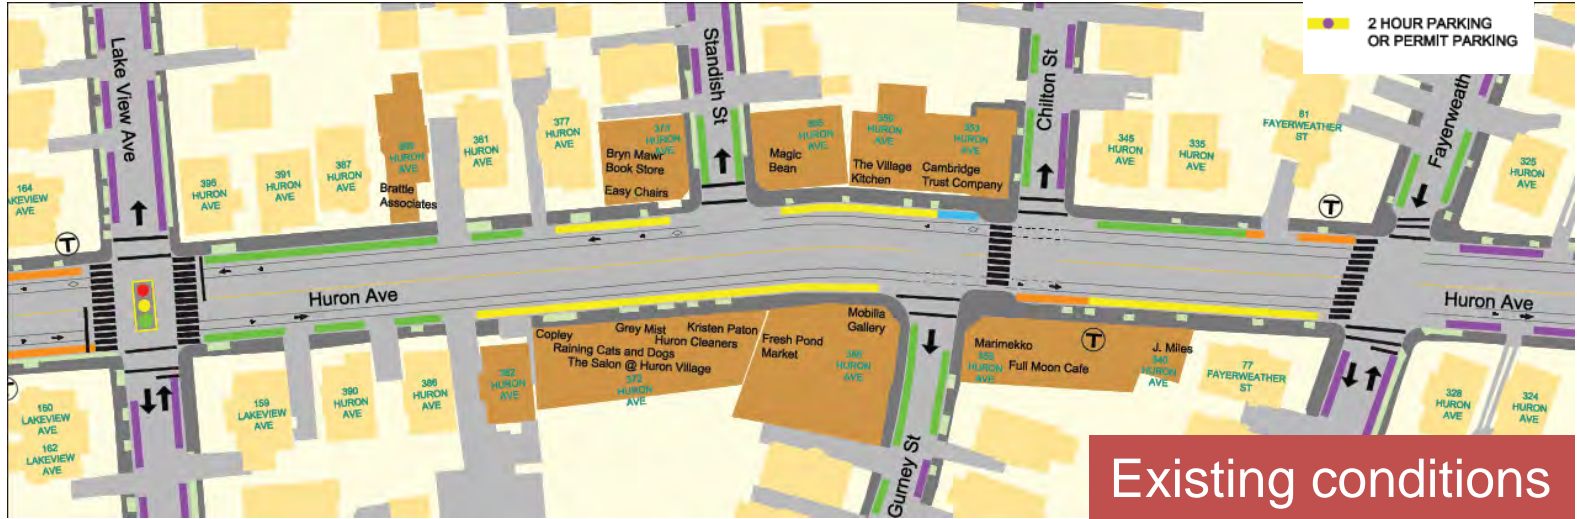 2 HOUR PARKING
OR PERMIT PARKING
Lake View Ave
Standish St
Chilton St
Fayerweath
164
AKEVIEW
AVE
395
HURON
AVE
391
HURON
AVE
387
HURON
AVE
HURON
AVE
Brattle
Associates
381
HURON
AVE
377
HURON
AVE
373
HURON
AVE
Bryn Mawr
Book Store
Easy Chairs
Magic
Bean
HURON
AVE
HURON
AVE
The Village
Kitchen
353
HURON
AVE
Cambridge
Trust Company
345
HURON
AVE
335
HURON
AVE
81
FAYERWEATHER
ST
325
HURON
AVE
T
T
Huron Ave
Huron Ave
Copley
Grey Mist
Kristen Paton
Huron Cleaners
Raining Cats and Dogs
The Salon @ Huron Village
372
HURON
AVE
Fresh Pond
Market
Mobilla
Gallery
HURON
AVE
Marimekko
HURON
AVE
Full Moon Cafe
T
J. Miles
340
HURON
AVE
77
FAYERWEATHER
ST
328
HURON
AVE
324
HURON
AVE
160
LAKEVIEW
AVE
162
LAKEVIEW
AVE
159
LAKEVIEW
AVE
390
HURON
AVE
386
HURON
AVE
382
HURON
AVE
Gurney St
Existing conditions